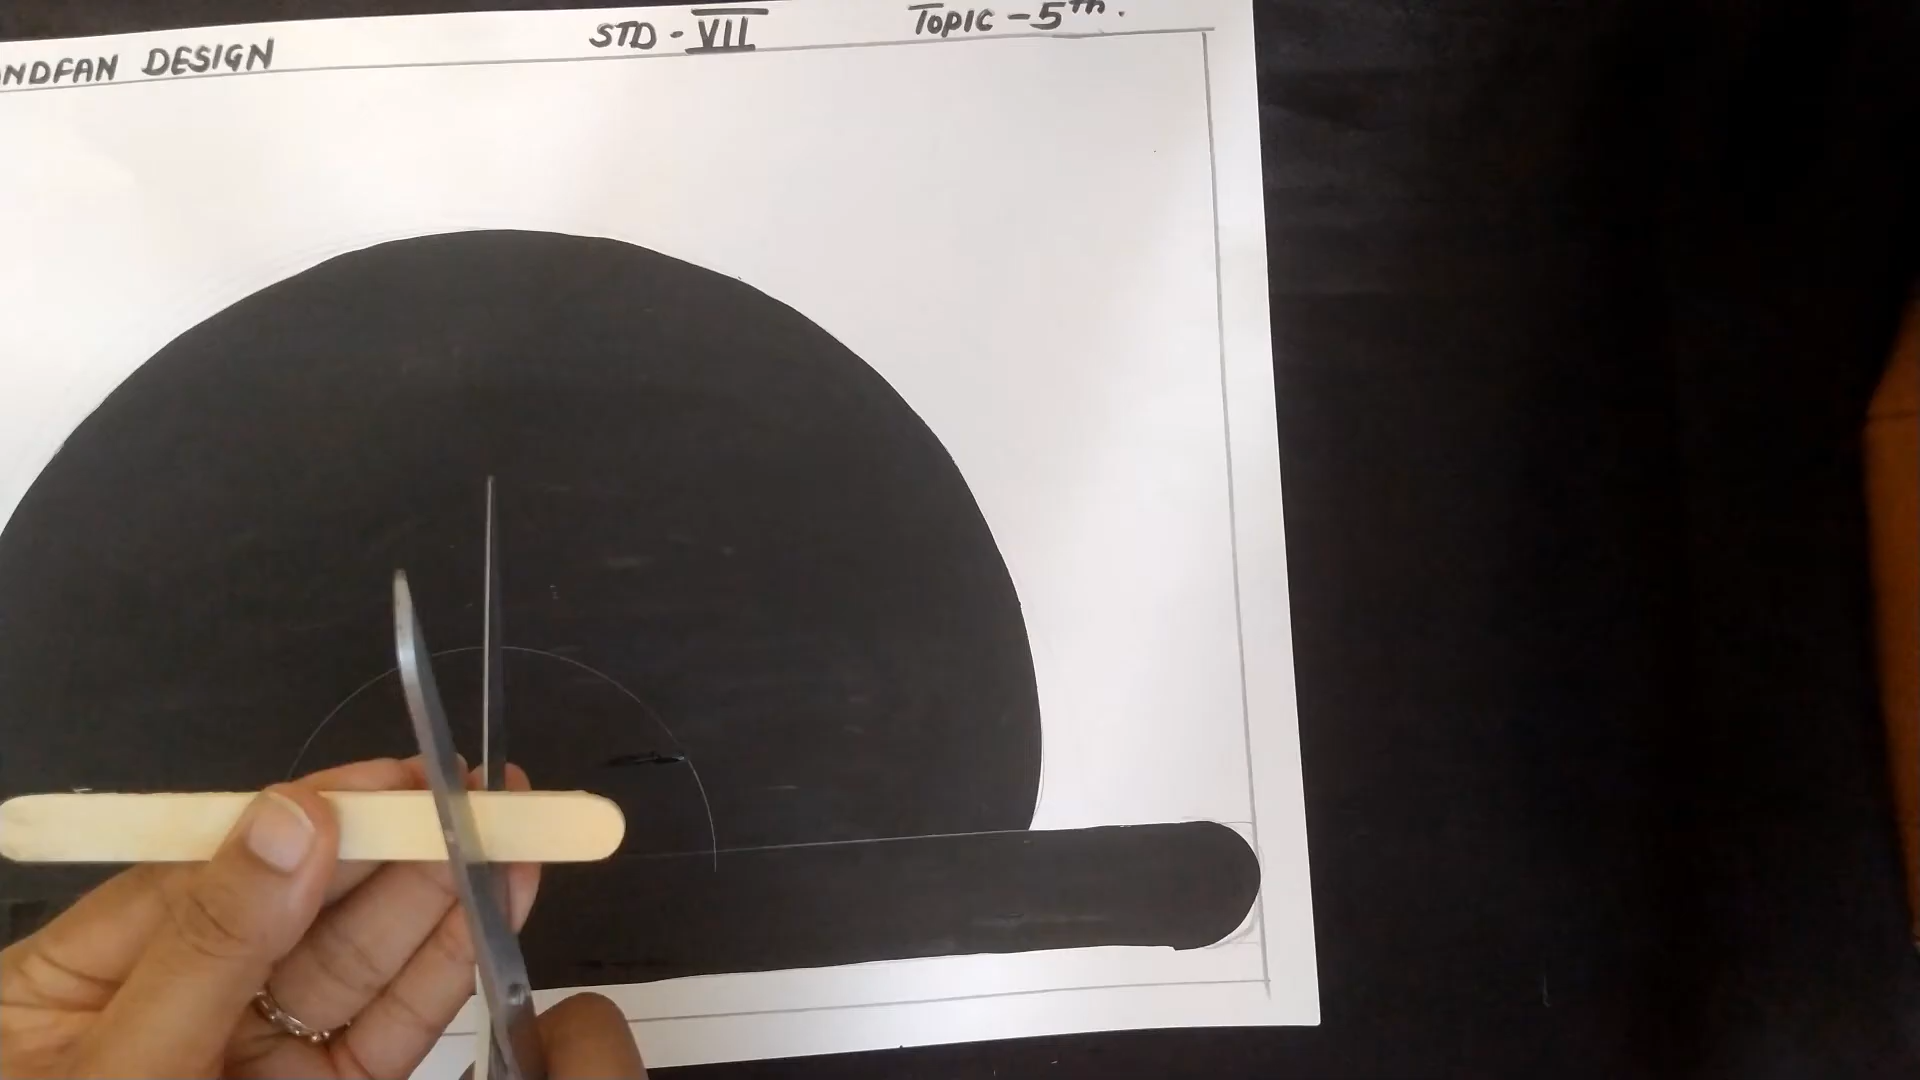 NDFAN DESIGN
STD - VII
TOPIC - 5th.